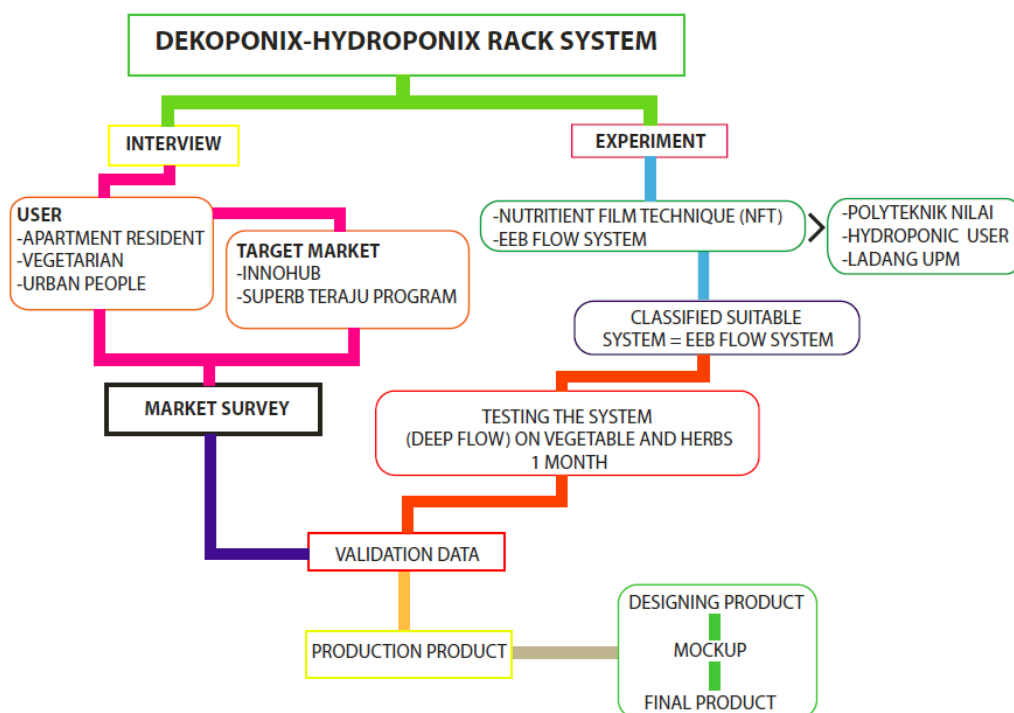 DEKOPONIX-HYDROPONIX RACK SYSTEM
INTERVIEW
EXPERIMENT
USER
-APARTMENT RESIDENT
-VEGETARIAN
-URBAN PEOPLE
TARGET MARKET
-INNOHUB
-SUPERB TERAJU PROGRAM
-NUTRITIENT FILM TECHNIQUE (NFT)
-EEB FLOW SYSTEM
-POLYTEKNIK NILAI
-HYDROPONIC USER
-LADANG UPM
CLASSIFIED SUITABLE
SYSTEM = EEB FLOW SYSTEM
MARKET SURVEY
TESTING THE SYSTEM
(DEEP FLOW) ON VEGETABLE AND HERBS
1 MONTH
VALIDATION DATA
PRODUCTION PRODUCT
DESIGNING PRODUCT
MOCKUP
FINAL PRODUCT